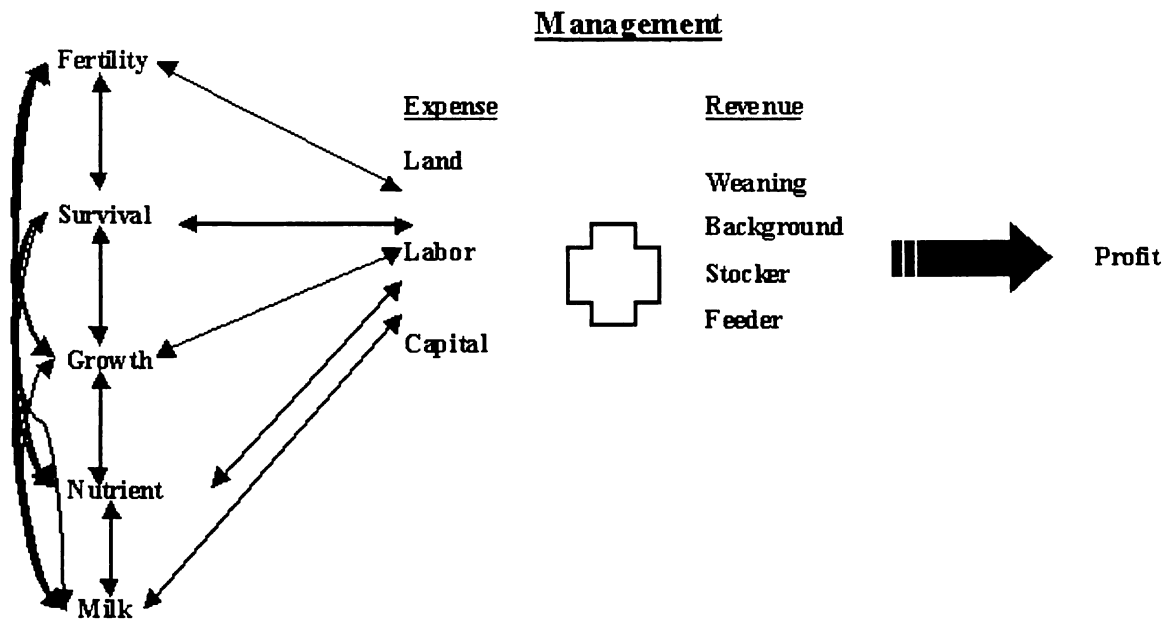 Management
Fertility
Survival
Growth
Nutrient
Milk
Expense
Land
Labor
Capital
Revenue
Weaning
Background
Stocker
Feeder
Profit